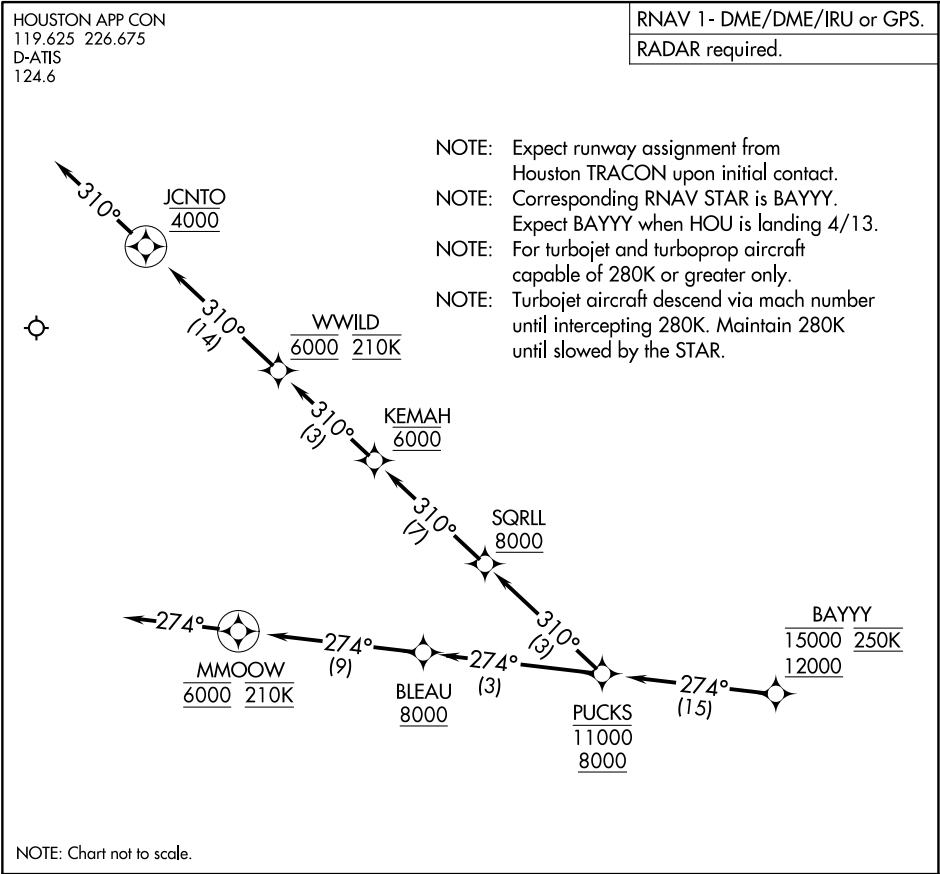 HOUSTON APP CON
119.625 226.675
D-ATIS
124.6
RNAV 1- DME/DME/IRU or GPS.
RADAR required.
NOTE: Expect runway assignment from
Houston TRACON upon initial contact.
NOTE: Corresponding RNAV STAR is BAYYY.
Expect BAYYY when HOU is landing 4/13.
NOTE: For turbojet and turboprop aircraft
capable of 280K or greater only.
NOTE: Turbojet aircraft descend via mach number
until intercepting 280K. Maintain 280K
until slowed by the STAR.
310°
JCNTO
4000
310°
(14)
WWILD
6000 210K
310°
(3)
KEMAH
6000
310°
(7)
SQRLL
8000
310°
(3)
274°
MMOOW
6000 210K
274°
(9)
BLEAU
8000
274°
(3)
PUCKS
11000
8000
274°
(15)
BAYYY
15000 250K
12000
NOTE: Chart not to scale.